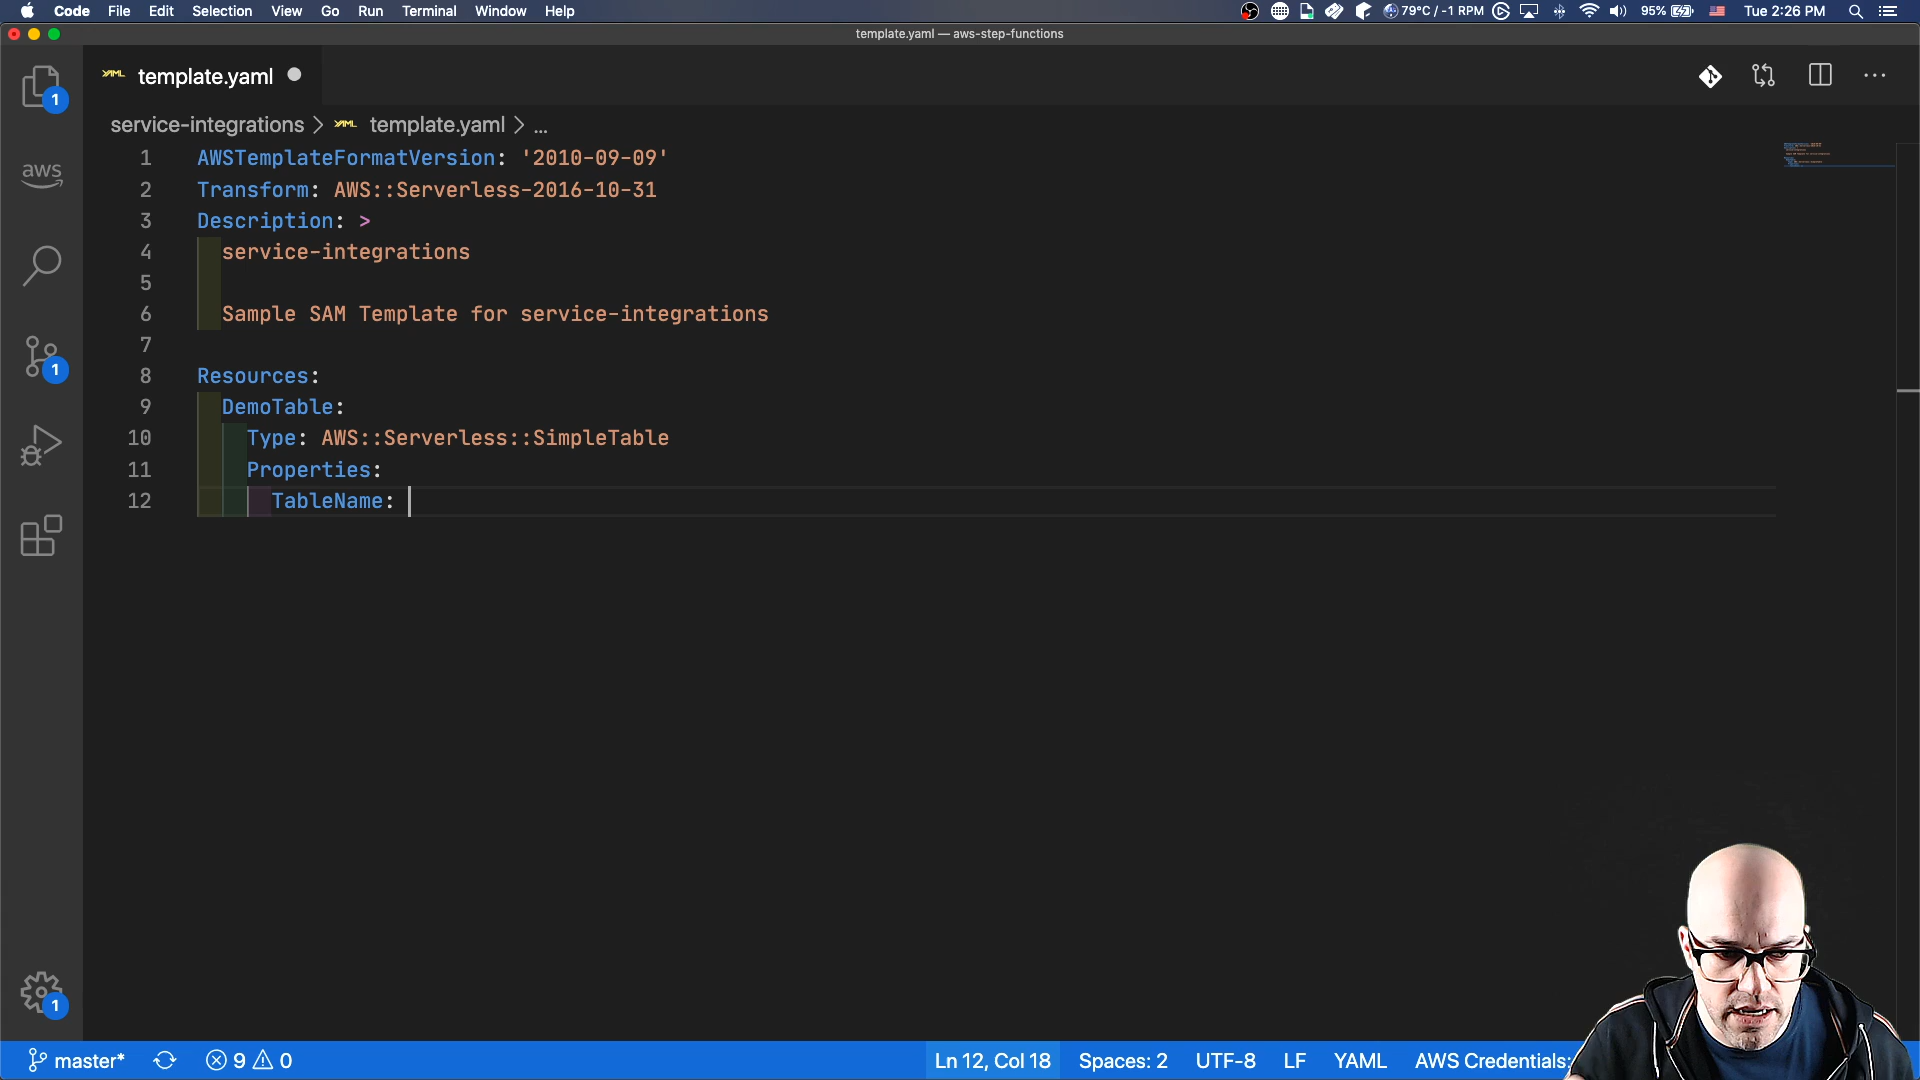 Code File Edit Selection View Go Run Terminal Window Help 79°C / -1 RPM 95% Tue 2:26 PM
template.yaml — aws-step-functions
YAML template.yaml
service-integrations > YAML template.yaml > ...
1 AWSTemplateFormatVersion: '2010-09-09'
2 Transform: AWS::Serverless-2016-10-31
3 Description: >
4 service-integrations
5
6 Sample SAM Template for service-integrations
7
8 Resources:
9 DemoTable:
10 Type: AWS::Serverless::SimpleTable
11 Properties:
12 TableName:
1
aws
1
1
master* 9 0 Ln 12, Col 18 Spaces: 2 UTF-8 LF YAML AWS Credentials: